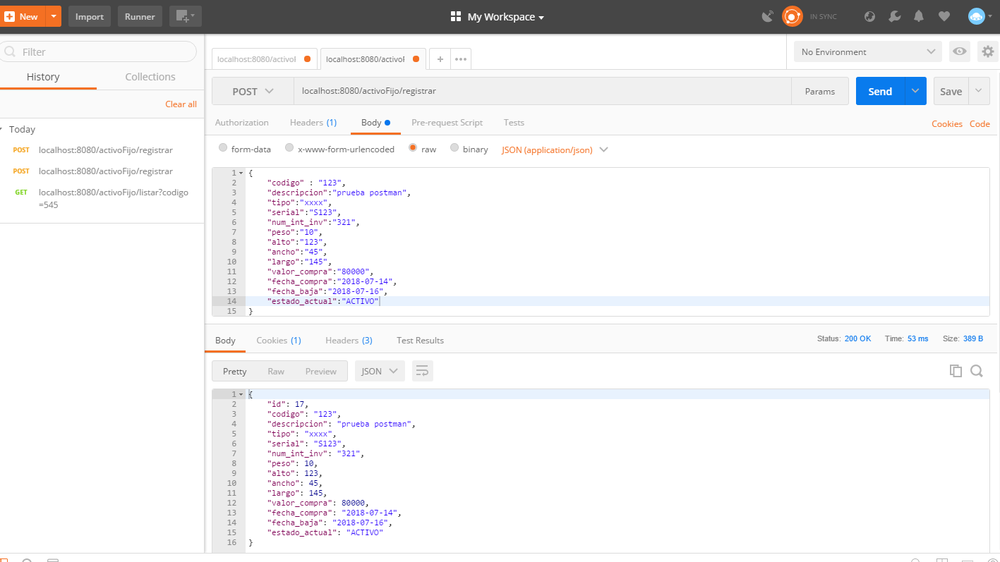 New Import Runner My Workspace IN SYNC
Filter
History Collections
Clear all
Today
POST localhost:8080/activoFijo/registrar
POST localhost:8080/activoFijo/registrar
GET localhost:8080/activoFijo/listar?codigo
=545
localhost:8080/activol localhost:8080/activoF + ••• No Environment
POST localhost:8080/activoFijo/registrar Params Send Save
Authorization Headers (1) Body Pre-request Script Tests Cookies Code
form-data x-www-form-urlencoded raw binary JSON (application/json)
1 {
2 "codigo" : "123",
3 "descripcion":"prueba postman",
4 "tipo":"xxxx",
5 "serial":"S123",
6 "num_int_inv":"321",
7 "peso":"10",
8 "alto":"123",
9 "ancho":"45",
10 "largo":"145",
11 "valor_compra":"80000",
12 "fecha_compra":"2018-07-14",
13 "fecha_baja":"2018-07-16",
14 "estado_actual":"ACTIVO"
15 }
Body Cookies (1) Headers (3) Test Results Status: 200 OK Time: 53 ms Size: 389 B
Pretty Raw Preview JSON
1 {
2 "id": 17,
3 "codigo": "123",
4 "descripcion": "prueba postman",
5 "tipo": "xxxx",
6 "serial": "S123",
7 "num_int_inv": "321",
8 "peso": 10,
9 "alto": 123,
10 "ancho": 45,
11 "largo": 145,
12 "valor_compra": 80000,
13 "fecha_compra": "2018-07-14",
14 "fecha_baja": "2018-07-16",
15 "estado_actual": "ACTIVO"
16 }